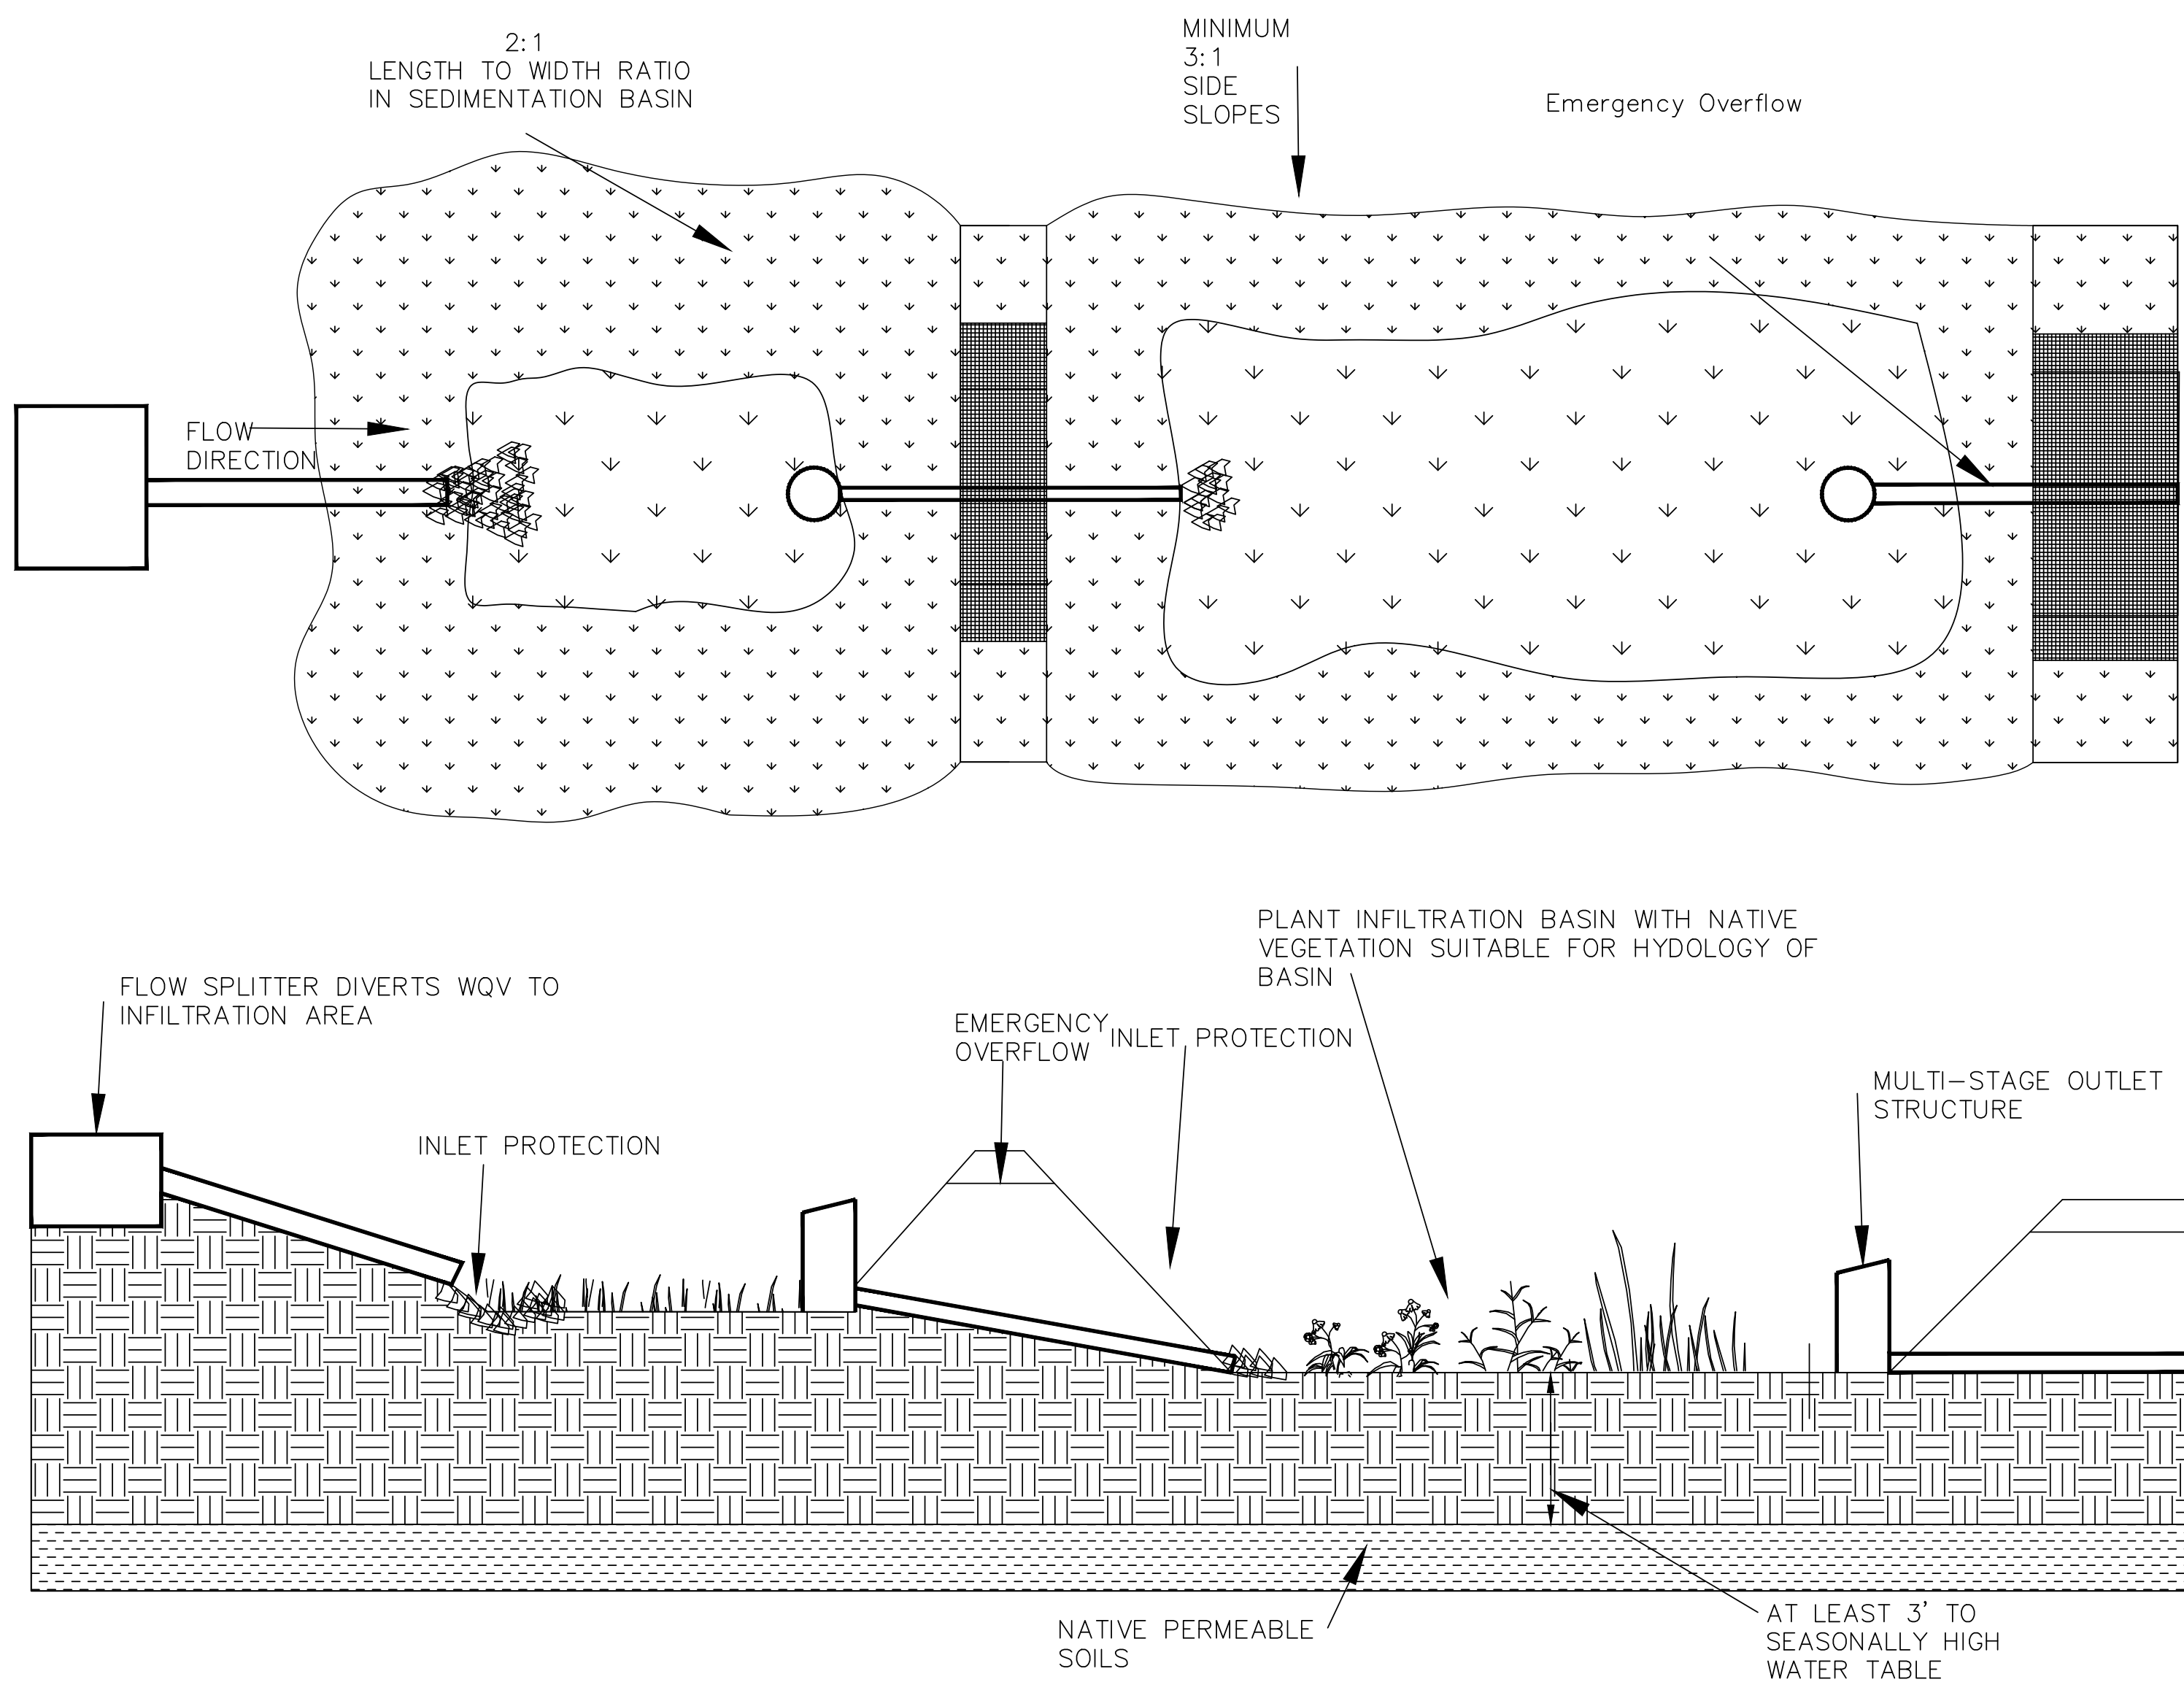 2:1
LENGTH TO WIDTH RATIO
IN SEDIMENTATION BASIN
MINIMUM
3:1
SIDE
SLOPES
Emergency Overflow
FLOW
DIRECTION
PLANT INFILTRATION BASIN WITH NATIVE
VEGETATION SUITABLE FOR HYDOLOGY OF
BASIN
FLOW SPLITTER DIVERTS WQV TO
INFILTRATION AREA
EMERGENCY
OVERFLOW
INLET PROTECTION
MULTI-STAGE OUTLET
STRUCTURE
INLET PROTECTION
NATIVE PERMEABLE
SOILS
AT LEAST 3' TO
SEASONALLY HIGH
WATER TABLE